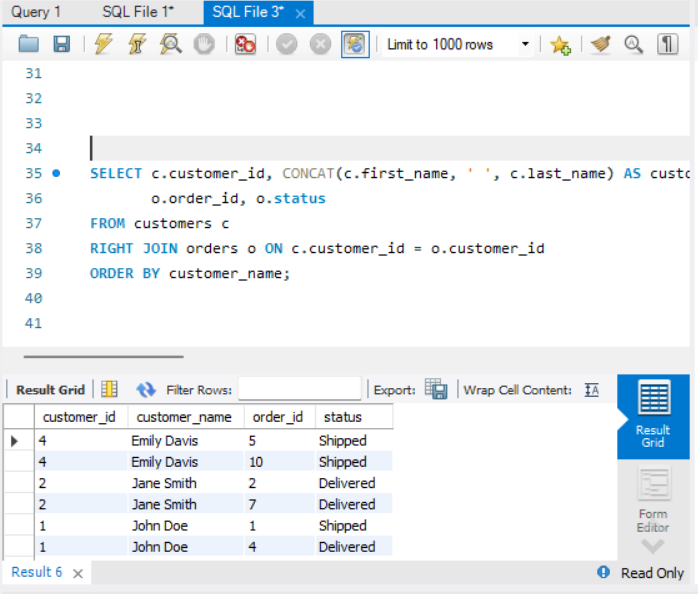 Query 1 SQL File 1* SQL File 3*
Limit to 1000 rows
31
32
33
34
35 SELECT c.customer_id, CONCAT(c.first_name, ' ', c.last_name) AS custo
36 o.order_id, o.status
37 FROM customers c
38 RIGHT JOIN orders o ON c.customer_id = o.customer_id
39 ORDER BY customer_name;
40
41
Result Grid Filter Rows: Export: Wrap Cell Content:
customer_id customer_name order_id status
4 Emily Davis 5 Shipped
4 Emily Davis 10 Shipped
2 Jane Smith 2 Delivered
2 Jane Smith 7 Delivered
1 John Doe 1 Shipped
1 John Doe 4 Delivered
Result
Grid
Form
Editor
Result 6 Read Only